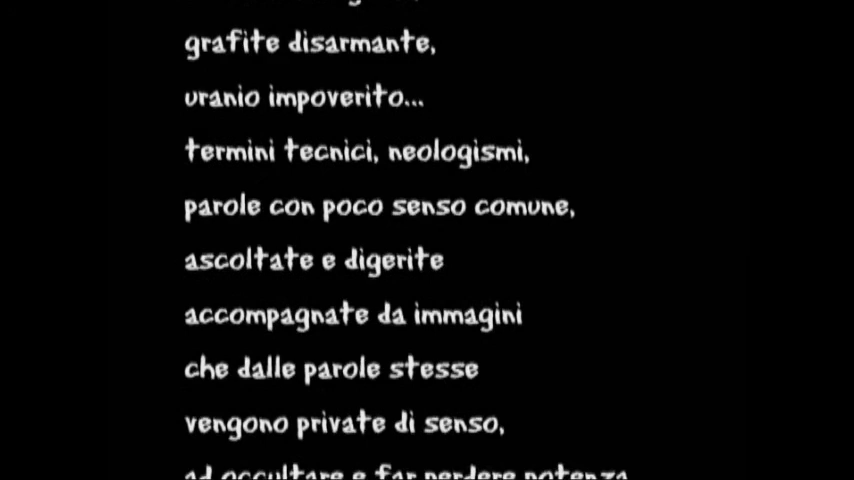 grafite disarmante,
uranio impoverito...
termini tecnici, neologismi,
parole con poco senso comune,
ascoltate e digerite
accompagnate da immagini
che dalle parole stesse
vengono private di senso,
ad occultare e far perdere potenza